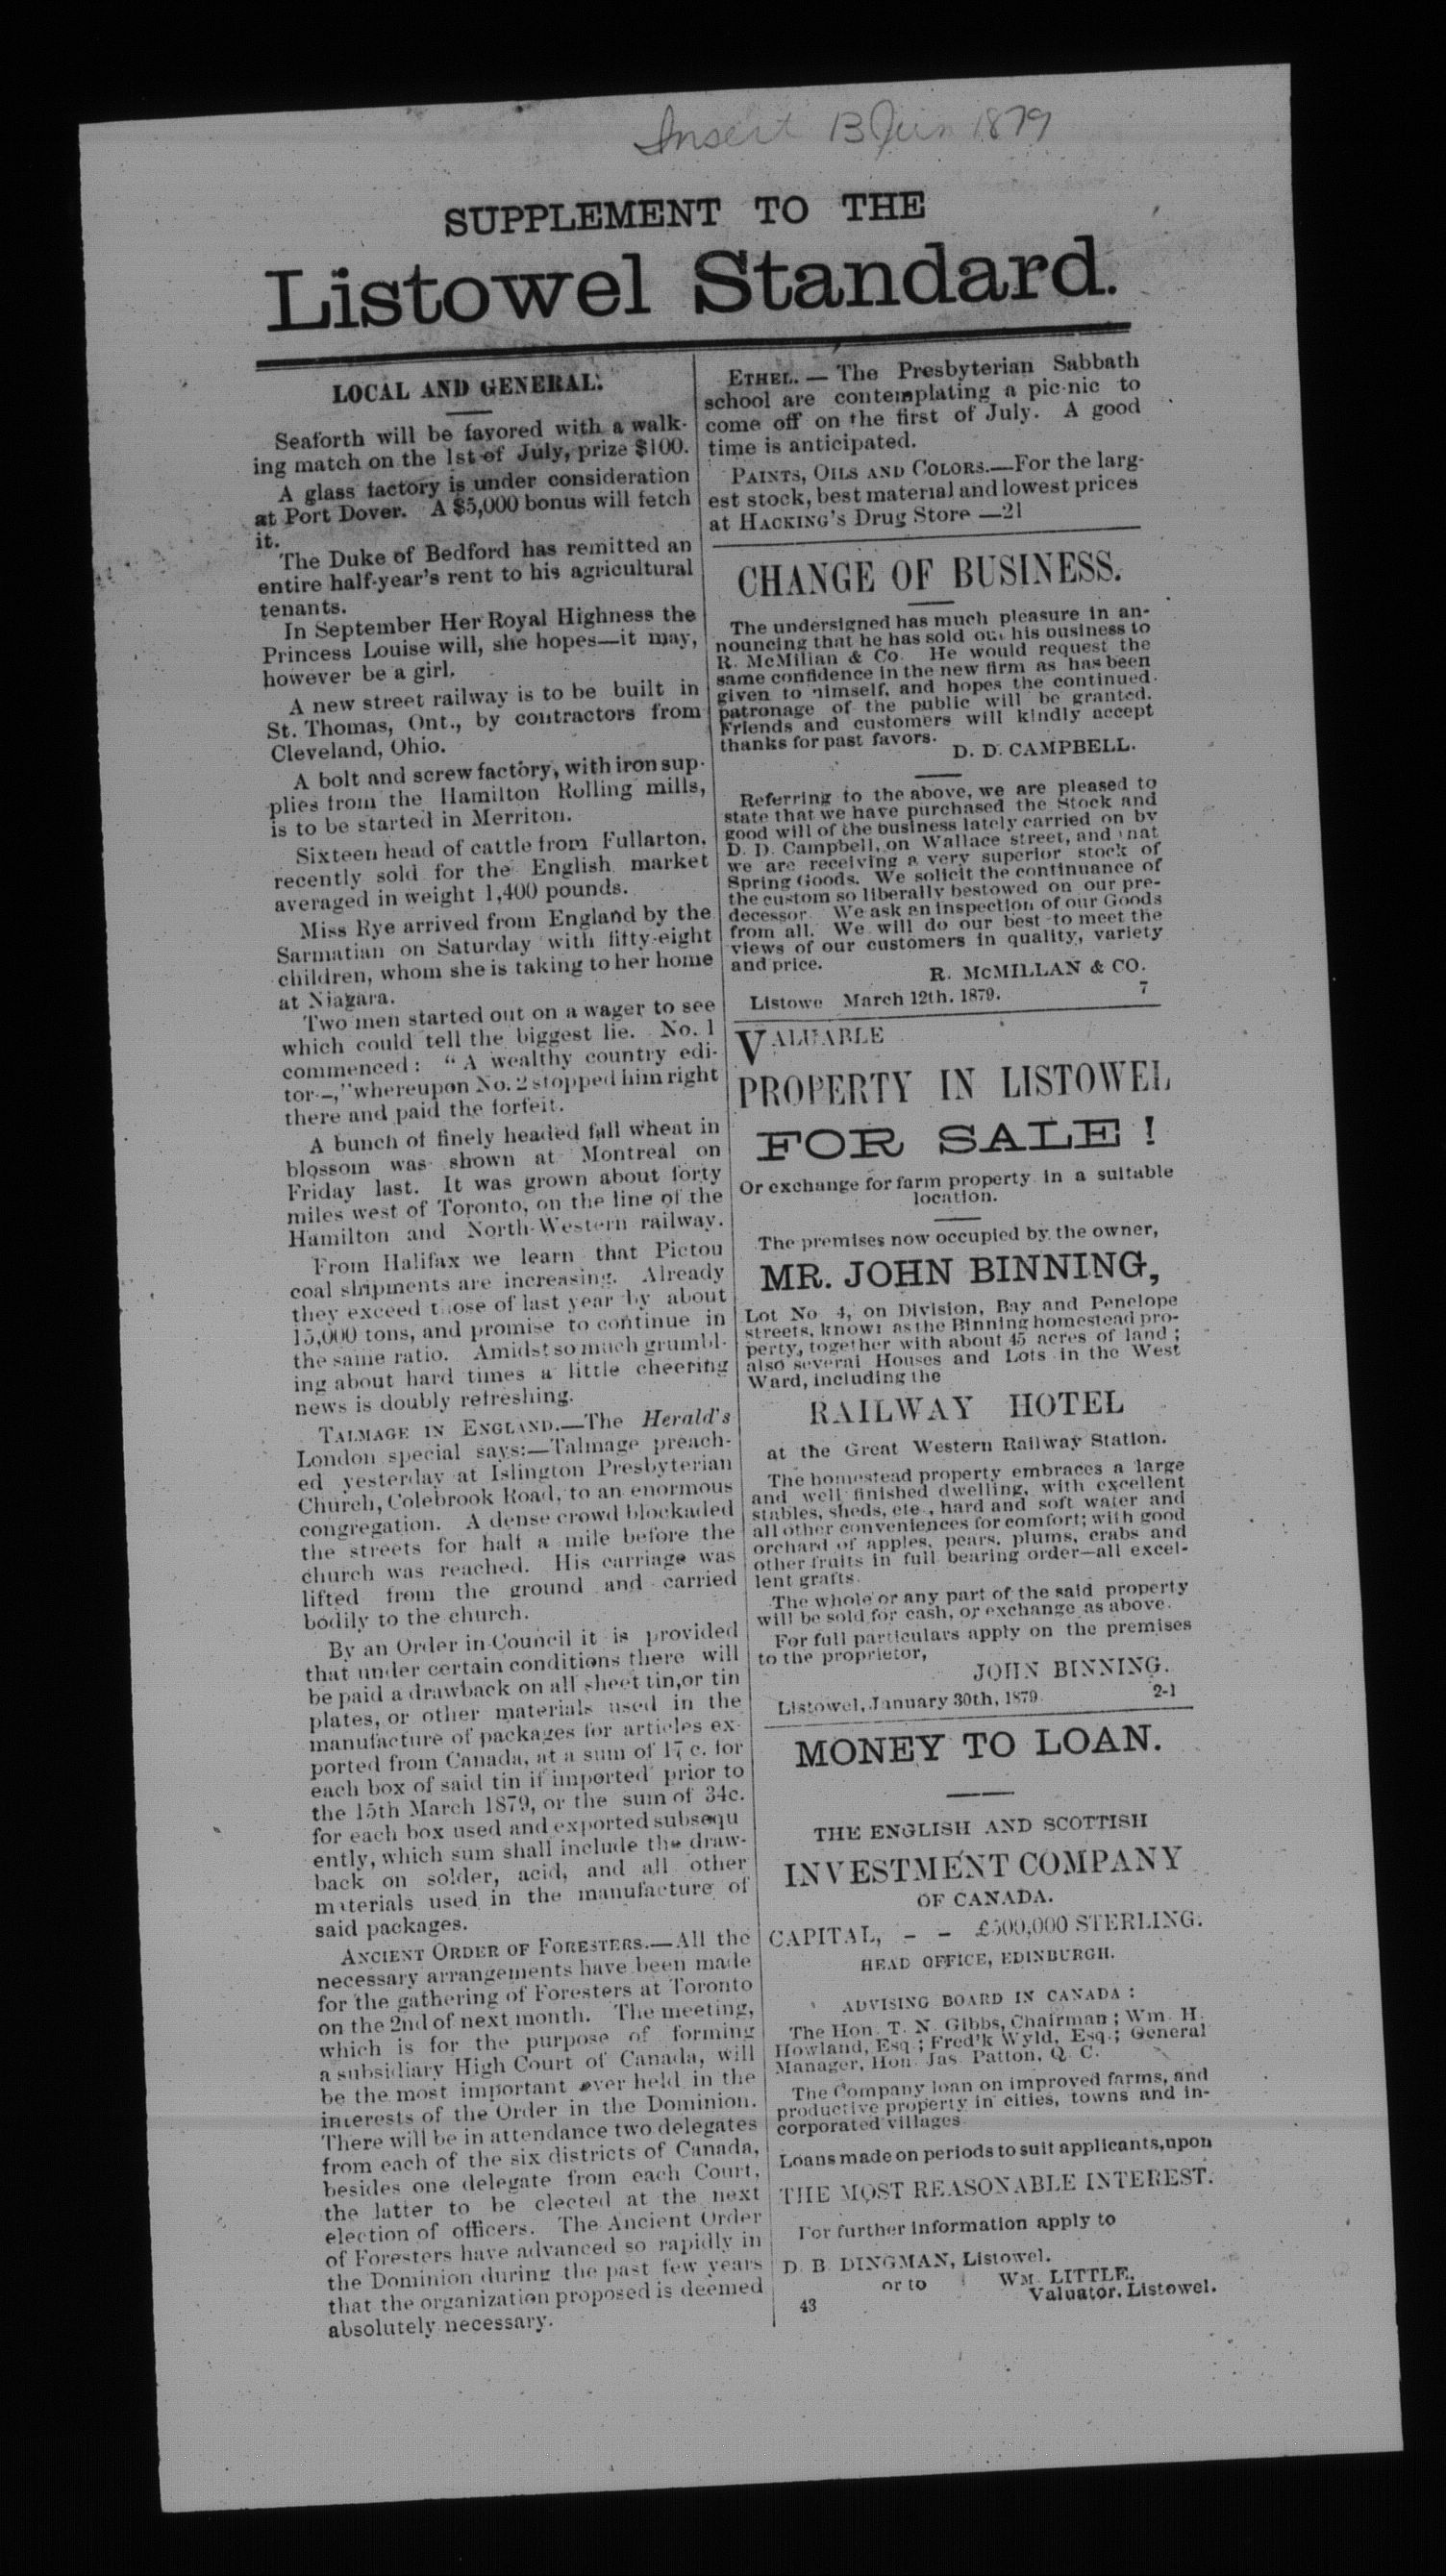 Insert 13 Jun 1879
SUPPLEMENT TO THE
Listowel Standard.
LOCAL AND GENERAL.
Seaforth will be favored with a walk-
ing match on the 1st of July, prize $100.
A glass factory is under consideration
at Port Dover. A $5,000 bonus will fetch
it.
The Duke of Bedford has remitted an
entire half-year's rent to his agricultural
tenants.
In September Her Royal Highness the
Princess Louise will, she hopes—it may,
however be a girl.
A new street railway is to be built in
St. Thomas, Ont., by contractors from
Cleveland, Ohio.
A bolt and screw factory, with iron sup-
plies from the Hamilton Rolling mills,
is to be started in Merriton.
Sixteen head of cattle from Fullarton,
recently sold for the English market
averaged in weight 1,400 pounds.
Miss Rye arrived from England by the
Sarmatian on Saturday with fifty-eight
children, whom she is taking to her home
at Niagara.
Two men started out on a wager to see
which could tell the biggest lie. No. 1
commenced: "A wealthy country edi-
tor-–," whereupon No. 2 stopped him right
there and paid the forfeit.
A bunch of finely headed fall wheat in
blossom was shown at Montreal on
Friday last. It was grown about forty
miles west of Toronto, on the line of the
Hamilton and North-Western railway.
From Halifax we learn that Pictou
coal shipments are increasing. Already
they exceed those of last year by about
15,000 tons, and promise to continue in
the same ratio. Amidst so much grumbl-
ing about hard times a little cheering
news is doubly refreshing.
TALMAGE IN ENGLAND.—The Herald's
London special says:—Talmage preach-
ed yesterday at Islington Presbyterian
Church, Colebrook Road, to an enormous
congregation. A dense crowd blockaded
the streets for half a mile before the
church was reached. His carriage was
lifted from the ground and carried
bodily to the church.
By an Order in-Council it is provided
that under certain conditions there will
be paid a drawback on all sheet tin, or tin
plates, or other materials used in the
manufacture of packages for articles ex-
ported from Canada, at a sum of 17 c. for
each box of said tin if imported prior to
the 15th March 1879, or the sum of 34c.
for each box used and exported subsequ
ently, which sum shall include the draw-
back on solder, acid, and all other
materials used in the manufacture of
said packages.
ANCIENT ORDER OF FORESTERS.—All the
necessary arrangements have been made
for the gathering of Foresters at Toronto
on the 2nd of next month. The meeting,
which is for the purpose of forming
a subsidiary High Court of Canada, will
be the most important ever held in the
interests of the Order in the Dominion.
There will be in attendance two delegates
from each of the six districts of Canada,
besides one delegate from each Court,
the latter to be elected at the next
election of officers. The Ancient Order
of Foresters have advanced so rapidly in
the Dominion during the past few years
that the organization proposed is deemed
absolutely necessary.
ETHEL.—The Presbyterian Sabbath
school are contemplating a pic-nic to
come off on the first of July. A good
time is anticipated.
PAINTS, OILS AND COLORS.—For the larg-
est stock, best material and lowest prices
at HACKING'S Drug Store —21
CHANGE OF BUSINESS.
The undersigned has much pleasure in an-
nouncing that he has sold out his business to
R. McMillan & Co. He would request the
same confidence in the new firm as has been
given to himself, and hopes the continued
patronage of the public will be granted.
Friends and customers will kindly accept
thanks for past favors.
D. D. CAMPBELL.
Referring to the above, we are pleased to
state that we have purchased the Stock and
good will of the business lately carried on by
D. D. Campbell, on Wallace street, and that
we are receiving a very superior stock of
Spring Goods. We solicit the continuance of
the custom so liberally bestowed on our pre-
decessor. We ask an inspection of our Goods
from all. We will do our best to meet the
views of our customers in quality, variety
and price.
R. MCMILLAN & CO.
Listowe March 12th. 1879. 7
VALUABLE
PROPERTY IN LISTOWEL
FOR SALE!
Or exchange for farm property in a suitable
location.
The premises now occupied by the owner,
MR. JOHN BINNING,
Lot No 4, on Division, Bay and Penelope
streets, known as the Binning homestead pro-
perty, together with about 45 acres of land;
also several Houses and Lots in the West
Ward, including the
RAILWAY HOTEL
at the Great Western Railway Station.
The homestead property embraces a large
and well finished dwelling, with excellent
stables, sheds, etc., hard and soft water and
all other conveniences for comfort; with good
orchard of apples, pears, plums, crabs and
other fruits in full bearing order—all excel-
lent grafts.
The whole or any part of the said property
will be sold for cash, or exchange as above.
For full particulars apply on the premises
to the proprietor,
JOHN BINNING.
Listowel, January 30th, 1879. 2-1
MONEY TO LOAN.
THE ENGLISH AND SCOTTISH
INVESTMENT COMPANY
OF CANADA.
CAPITAL, - - £500,000 STERLING.
HEAD OFFICE, EDINBURGH.
ADVISING BOARD IN CANADA:
The Hon. T. N. Gibbs, Chairman; Wm. H.
Howland, Esq.; Fred'k Wyld, Esq.; General
Manager, Hon. Jas. Patton, Q. C.
The Company loan on improved farms, and
productive property in cities, towns and in-
corporated villages.
Loans made on periods to suit applicants, upon
THE MOST REASONABLE INTEREST.
For further information apply to
D. B. DINGMAN, Listowel.
or to WM. LITTLE,
Valuator. Listowel.
43